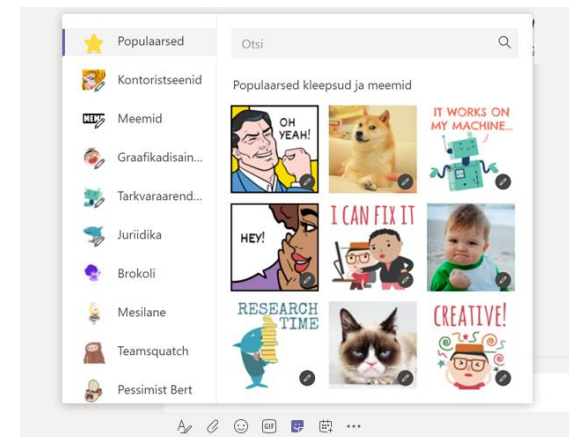 Populaarsed
Kontoristseenid
MEME
Meemid
Graafikadisain...
Tarkvaraarend...
Juriidika
Brokoli
Mesilane
Teamsquatch
Pessimist Bert
Otsi
Populaarsed kleepsud ja meemid
OH
YEAH!
IT WORKS ON
MY MACHINE...
HEY!
I CAN FIX IT
RESEARCH
TIME
CREATIVE!
GIF